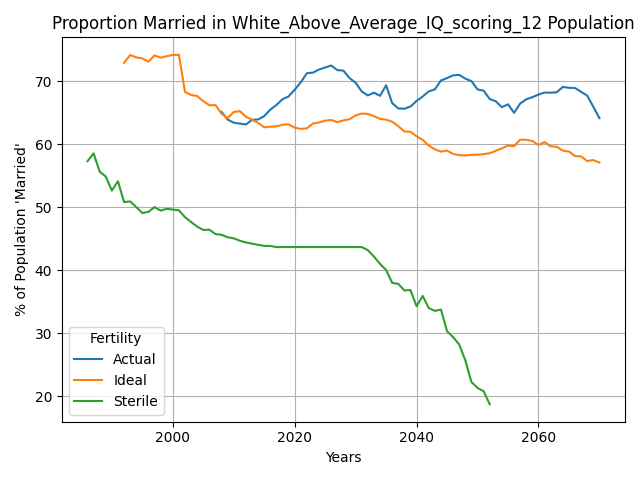 Proportion Married in White_Above_Average_IQ_scoring_12 Population
% of Population 'Married'
70
60
50
40
30
20
Fertility
Actual
Ideal
Sterile
2000 2020 2040 2060
Years